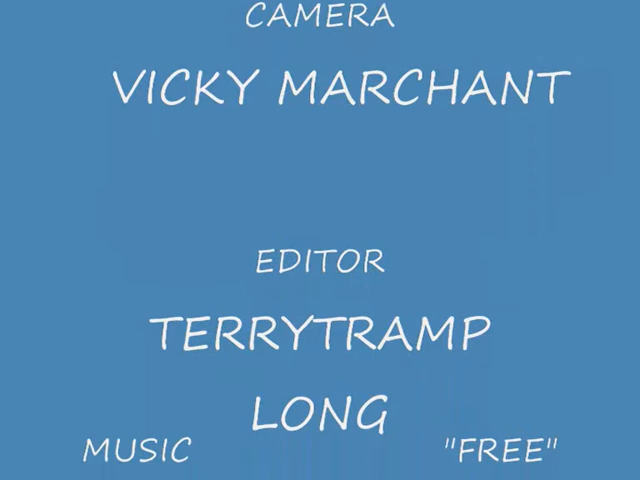 CAMERA
VICKY MARCHANT
EDITOR
TERRYTRAMP
LONG
MUSIC "FREE"